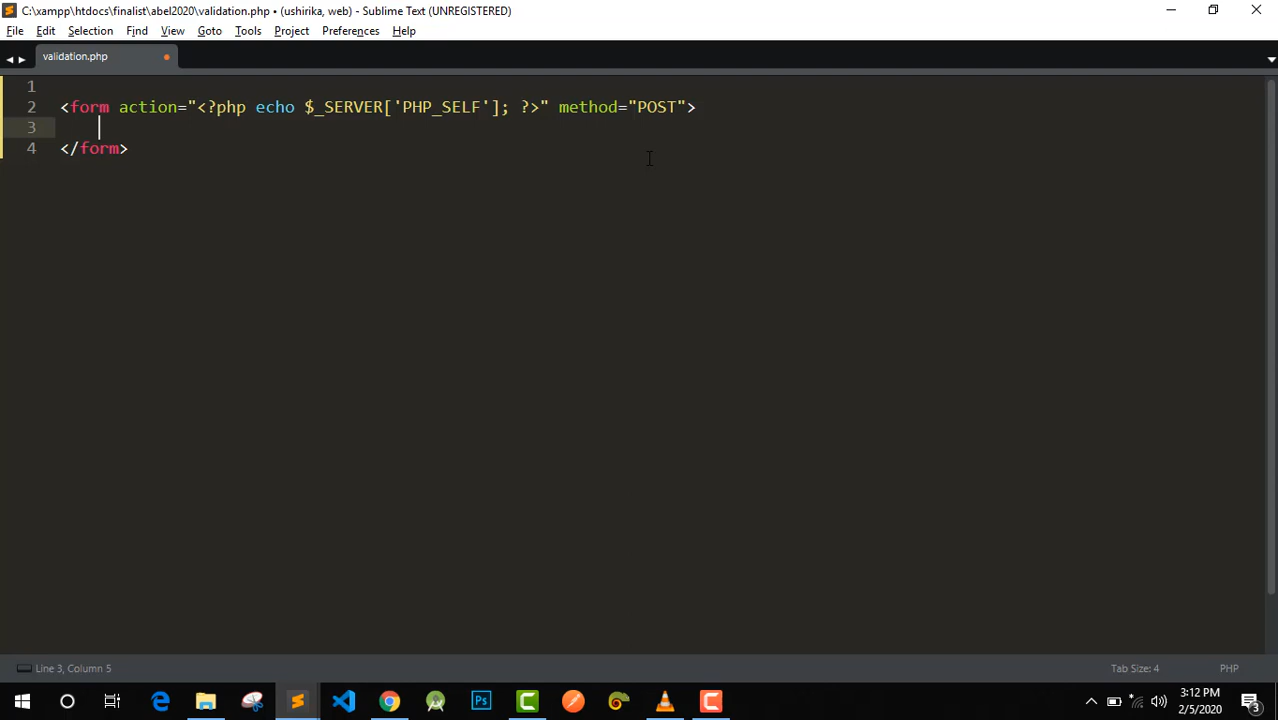 C:\xampp\htdocs\finalist\abel2020\validation.php • (ushirika, web) - Sublime Text (UNREGISTERED)
File Edit Selection Find View Goto Tools Project Preferences Help
validation.php
1
2 <form action="<?php echo $_SERVER['PHP_SELF']; ?>" method="POST">
3
4 </form>
Line 3, Column 5 Tab Size: 4 PHP
Ps
3:12 PM
2/5/2020
3